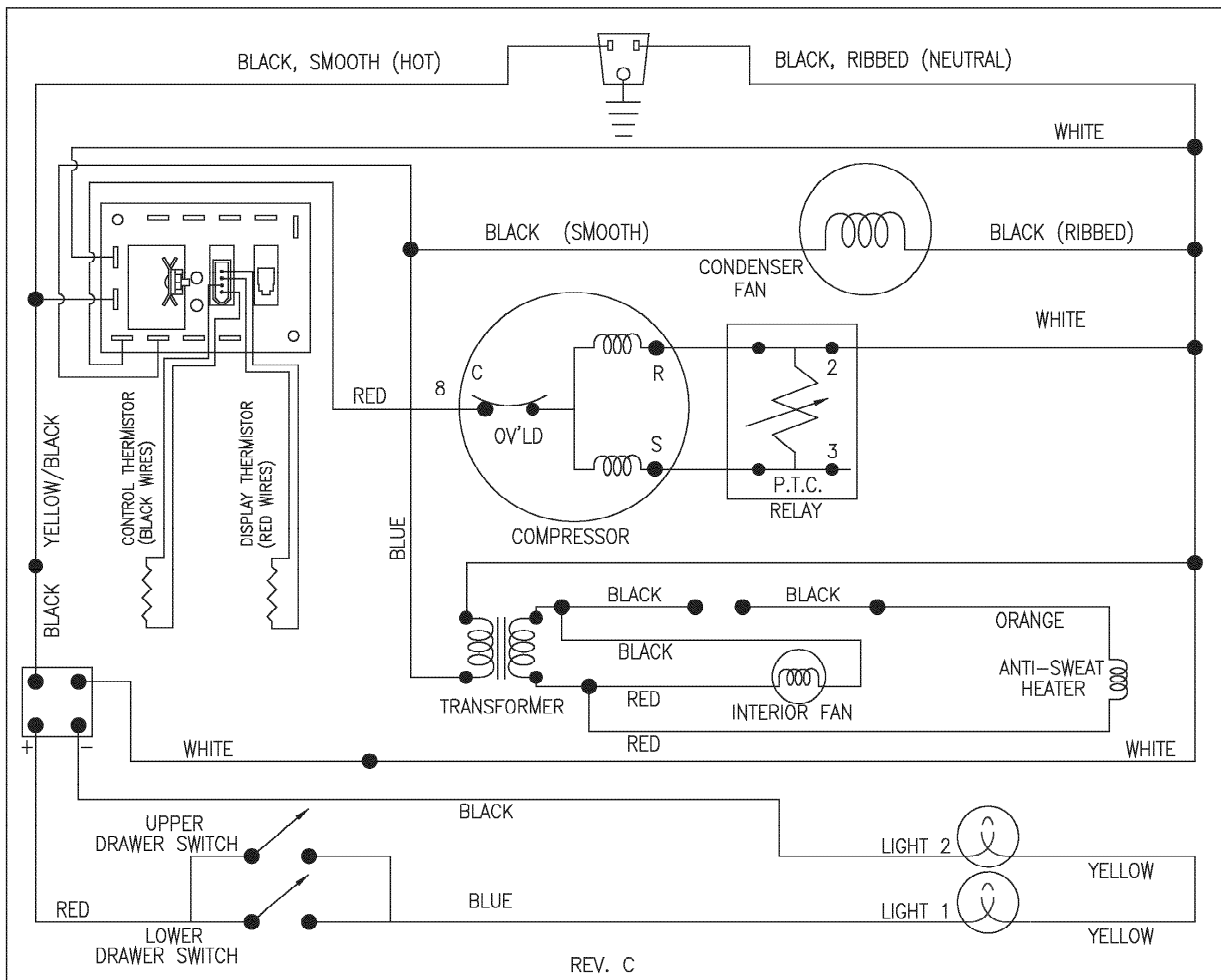 BLACK, SMOOTH (HOT)
BLACK, RIBBED (NEUTRAL)
WHITE
BLACK (SMOOTH)
BLACK (RIBBED)
CONDENSER
FAN
WHITE
C
8
R
RED
2
OV'LD
S
3
P.T.C.
RELAY
COMPRESSOR
YELLOW/BLACK
CONTROL THERMISTOR
(BLACK WIRES)
DISPLAY THERMISTOR
(RED WIRES)
BLUE
BLACK
BLACK
BLACK
ORANGE
BLACK
ANTI-SWEAT
HEATER
TRANSFORMER
RED
INTERIOR FAN
RED
+
-
WHITE
WHITE
BLACK
UPPER
DRAWER SWITCH
LIGHT 2
YELLOW
RED
BLUE
LIGHT 1
LOWER
DRAWER SWITCH
YELLOW
REV. C